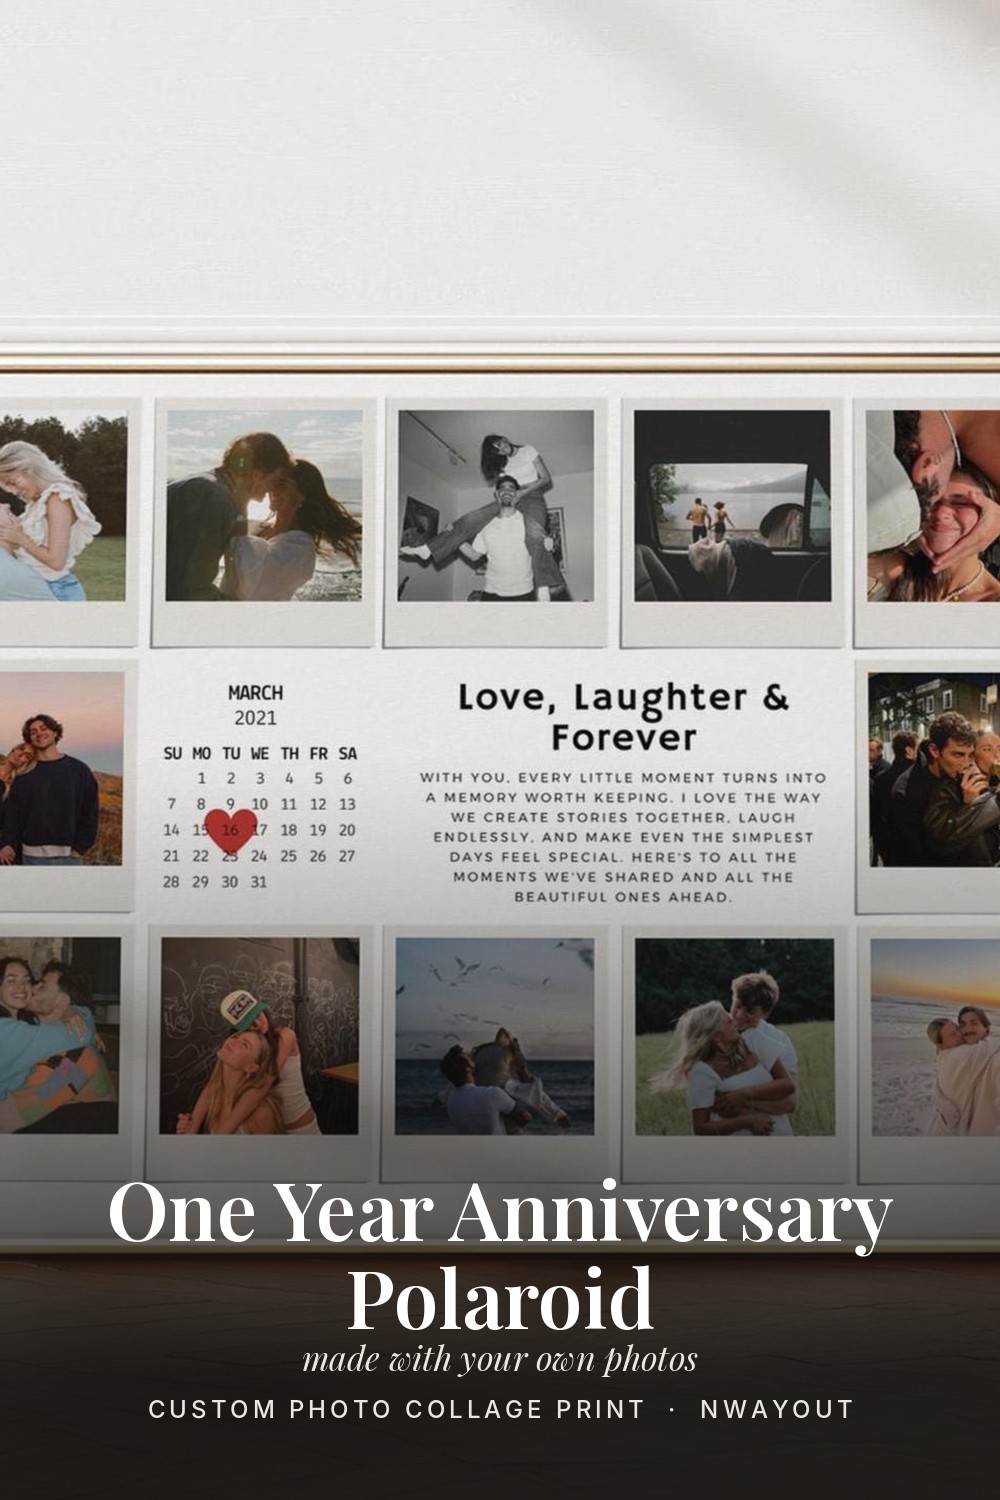 MARCH
2021
SU MO TU WE TH FR SA
1 2 3 4 5 6
7 8 9 10 11 12 13
14 15 16 17 18 19 20
21 22 23 24 25 26 27
28 29 30 31
Love, Laughter &
Forever
WITH YOU, EVERY LITTLE MOMENT TURNS INTO
A MEMORY WORTH KEEPING. I LOVE THE WAY
WE CREATE STORIES TOGETHER, LAUGH
ENDLESSLY, AND MAKE EVEN THE SIMPLEST
DAYS FEEL SPECIAL. HERE'S TO ALL THE
MOMENTS WE'VE SHARED AND ALL THE
BEAUTIFUL ONES AHEAD.
One Year Anniversary
Polaroid
made with your own photos
CUSTOM PHOTO COLLAGE PRINT · NWAYOUT